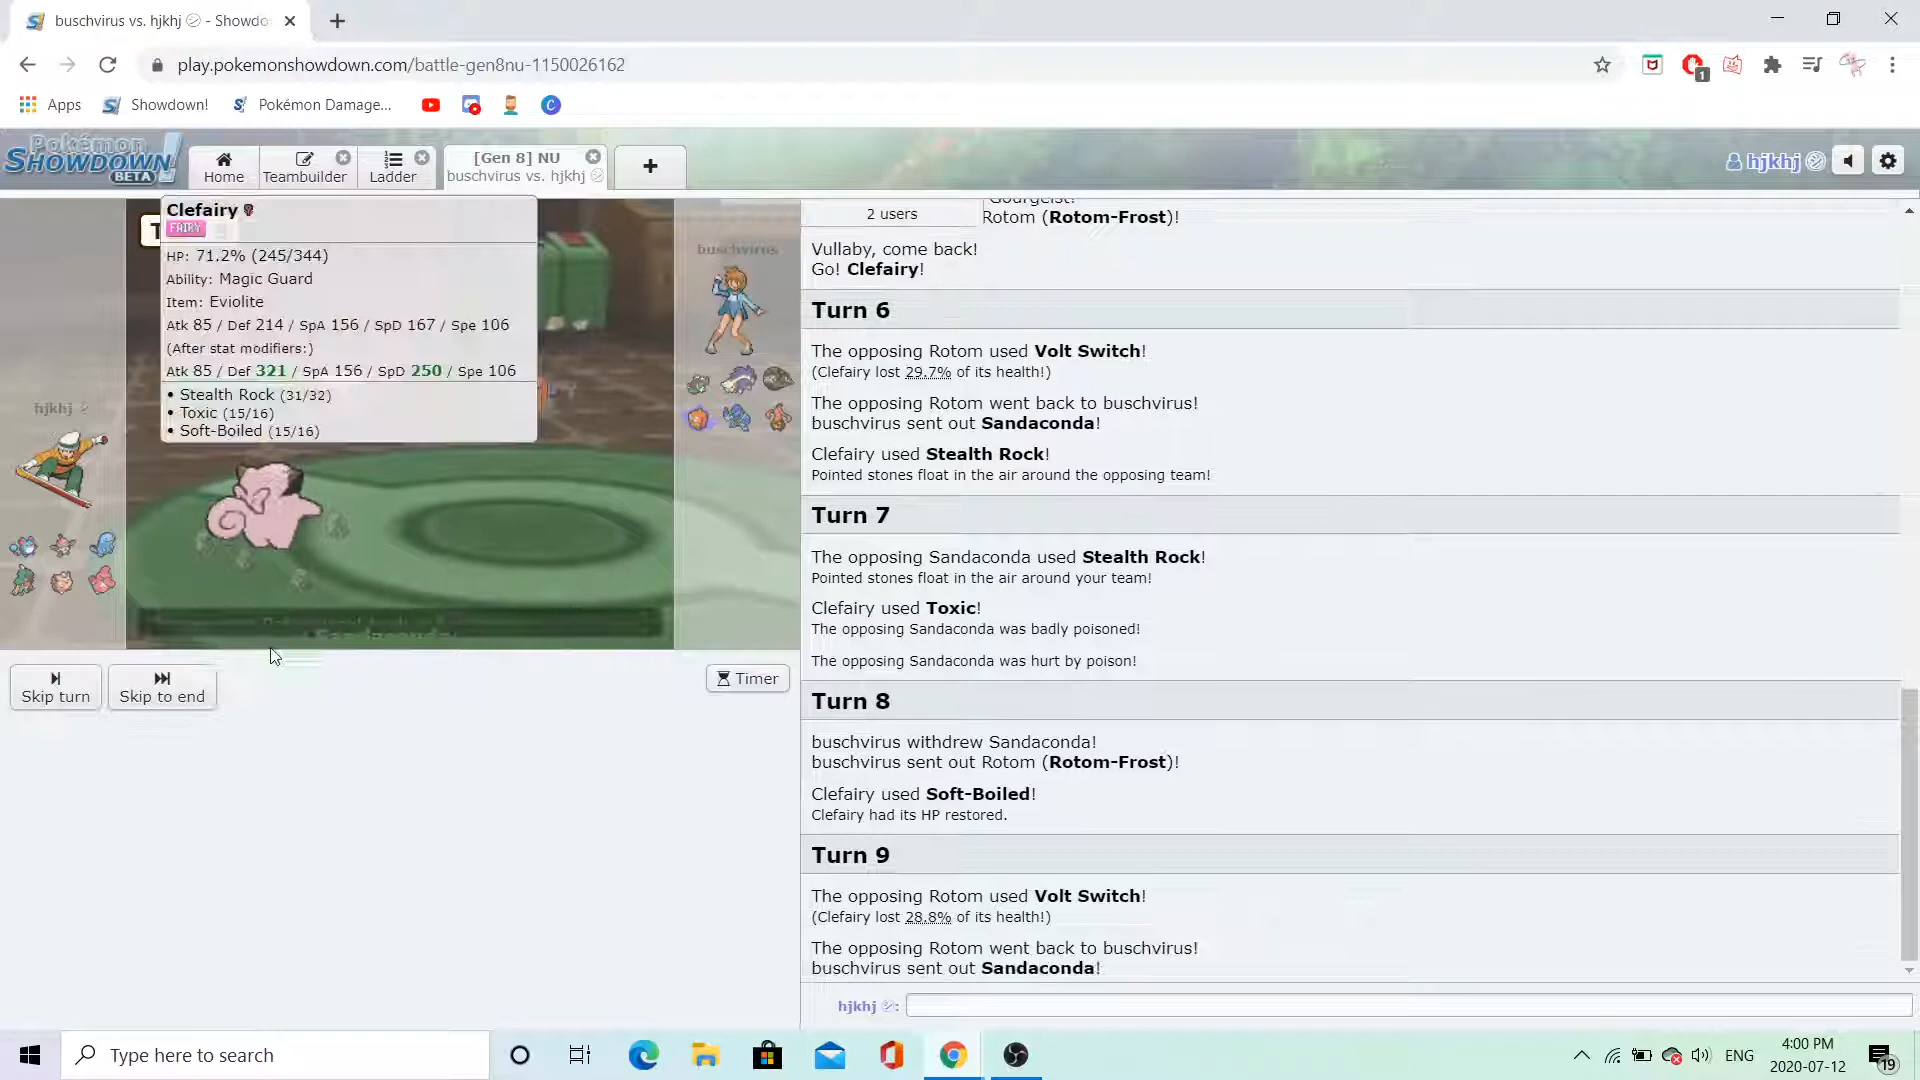 buschvirus vs. hjkhj - Showdo
play.pokemonshowdown.com/battle-gen8nu-1150026162
1
Apps
Showdown!
Pokémon Damage...
Pokémon
SHOWDOWN!
BETA
Home
Teambuilder
Ladder
[Gen 8] NU
buschvirus vs. hjkhj
hjkhj
Clefairy
FAIRY
HP: 71.2% (245/344)
Ability: Magic Guard
Item: Eviolite
Atk 85 / Def 214 / SpA 156 / SpD 167 / Spe 106
(After stat modifiers:)
Atk 85 / Def 321 / SpA 156 / SpD 250 / Spe 106
• Stealth Rock (31/32)
• Toxic (15/16)
• Soft-Boiled (15/16)
T
buschvirus
hjkhj
Skip turn
Skip to end
Timer
2 users
Gourgeist!
Rotom (Rotom-Frost)!
Vullaby, come back!
Go! Clefairy!
Turn 6
The opposing Rotom used Volt Switch!
(Clefairy lost 29.7% of its health!)
The opposing Rotom went back to buschvirus!
buschvirus sent out Sandaconda!
Clefairy used Stealth Rock!
Pointed stones float in the air around the opposing team!
Turn 7
The opposing Sandaconda used Stealth Rock!
Pointed stones float in the air around your team!
Clefairy used Toxic!
The opposing Sandaconda was badly poisoned!
The opposing Sandaconda was hurt by poison!
Turn 8
buschvirus withdrew Sandaconda!
buschvirus sent out Rotom (Rotom-Frost)!
Clefairy used Soft-Boiled!
Clefairy had its HP restored.
Turn 9
The opposing Rotom used Volt Switch!
(Clefairy lost 28.8% of its health!)
The opposing Rotom went back to buschvirus!
buschvirus sent out Sandaconda!
hjkhj :
Type here to search
ENG
4:00 PM
2020-07-12
19